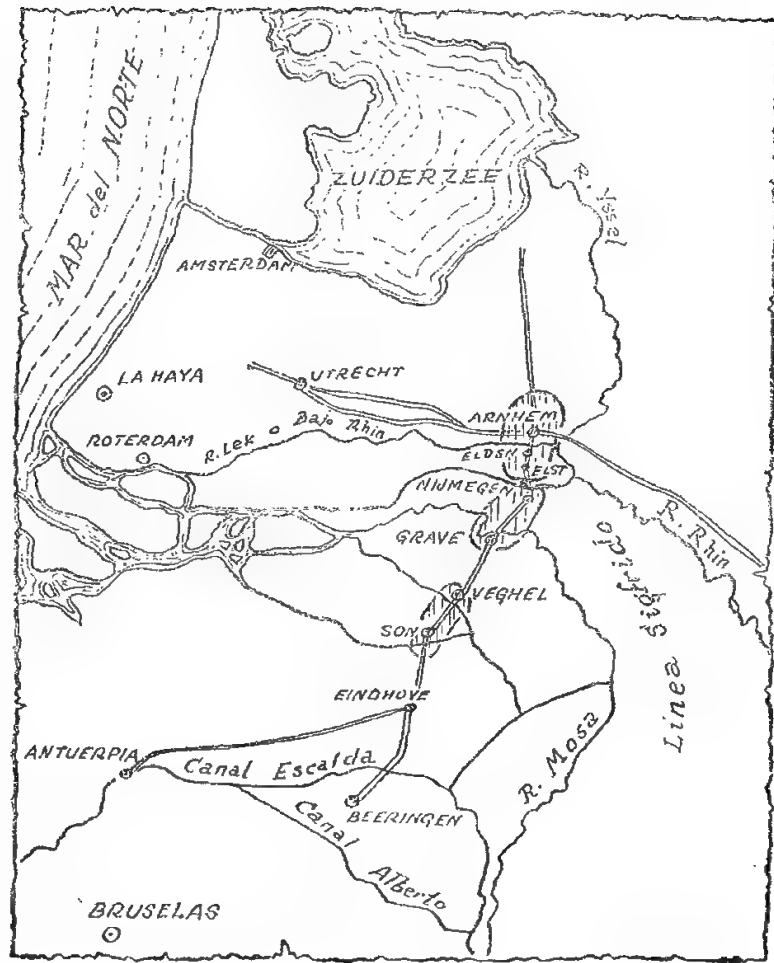 MAR del NORTE
ZUIDERZEE
R. Yssel
AMSTERDAM
LA HAYA
UTRECHT
ARNHEM
ROTERDAM
R. Lek o Bajo Rhin
ELDSN
ELST
NIJMEGEN
R. Rhin
GRAVE
Linea Sigfrido
VEGHEL
SON
EINDHOVE
R. Mosa
ANTUERPIA
Canal Escalda
BEERINGEN
Canal Alberto
BRUSELAS